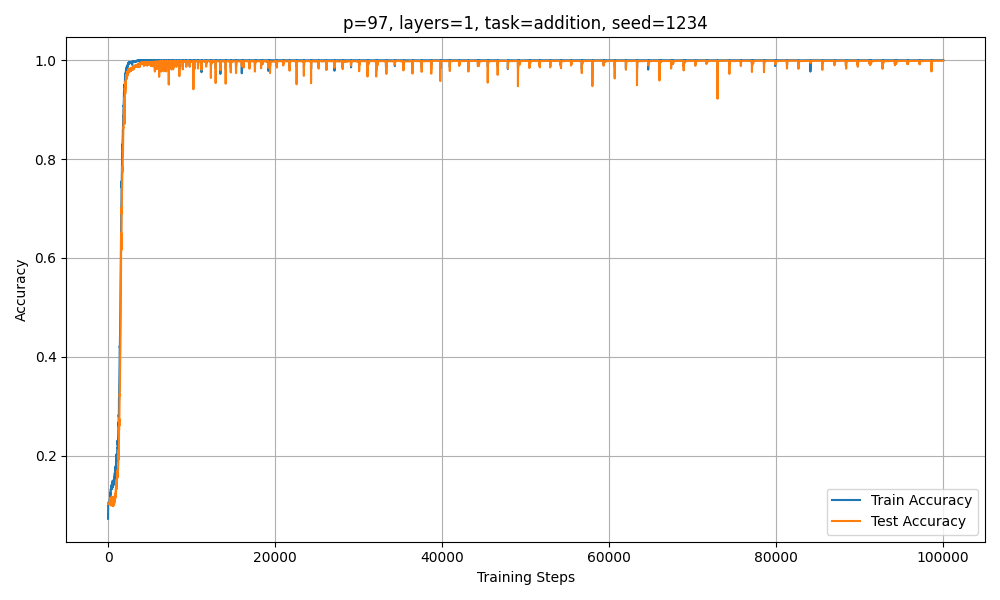 p=97, layers=1, task=addition, seed=1234
Accuracy
1.0
0.8
0.6
0.4
0.2
Train Accuracy
Test Accuracy
0 20000 40000 60000 80000 100000
Training Steps